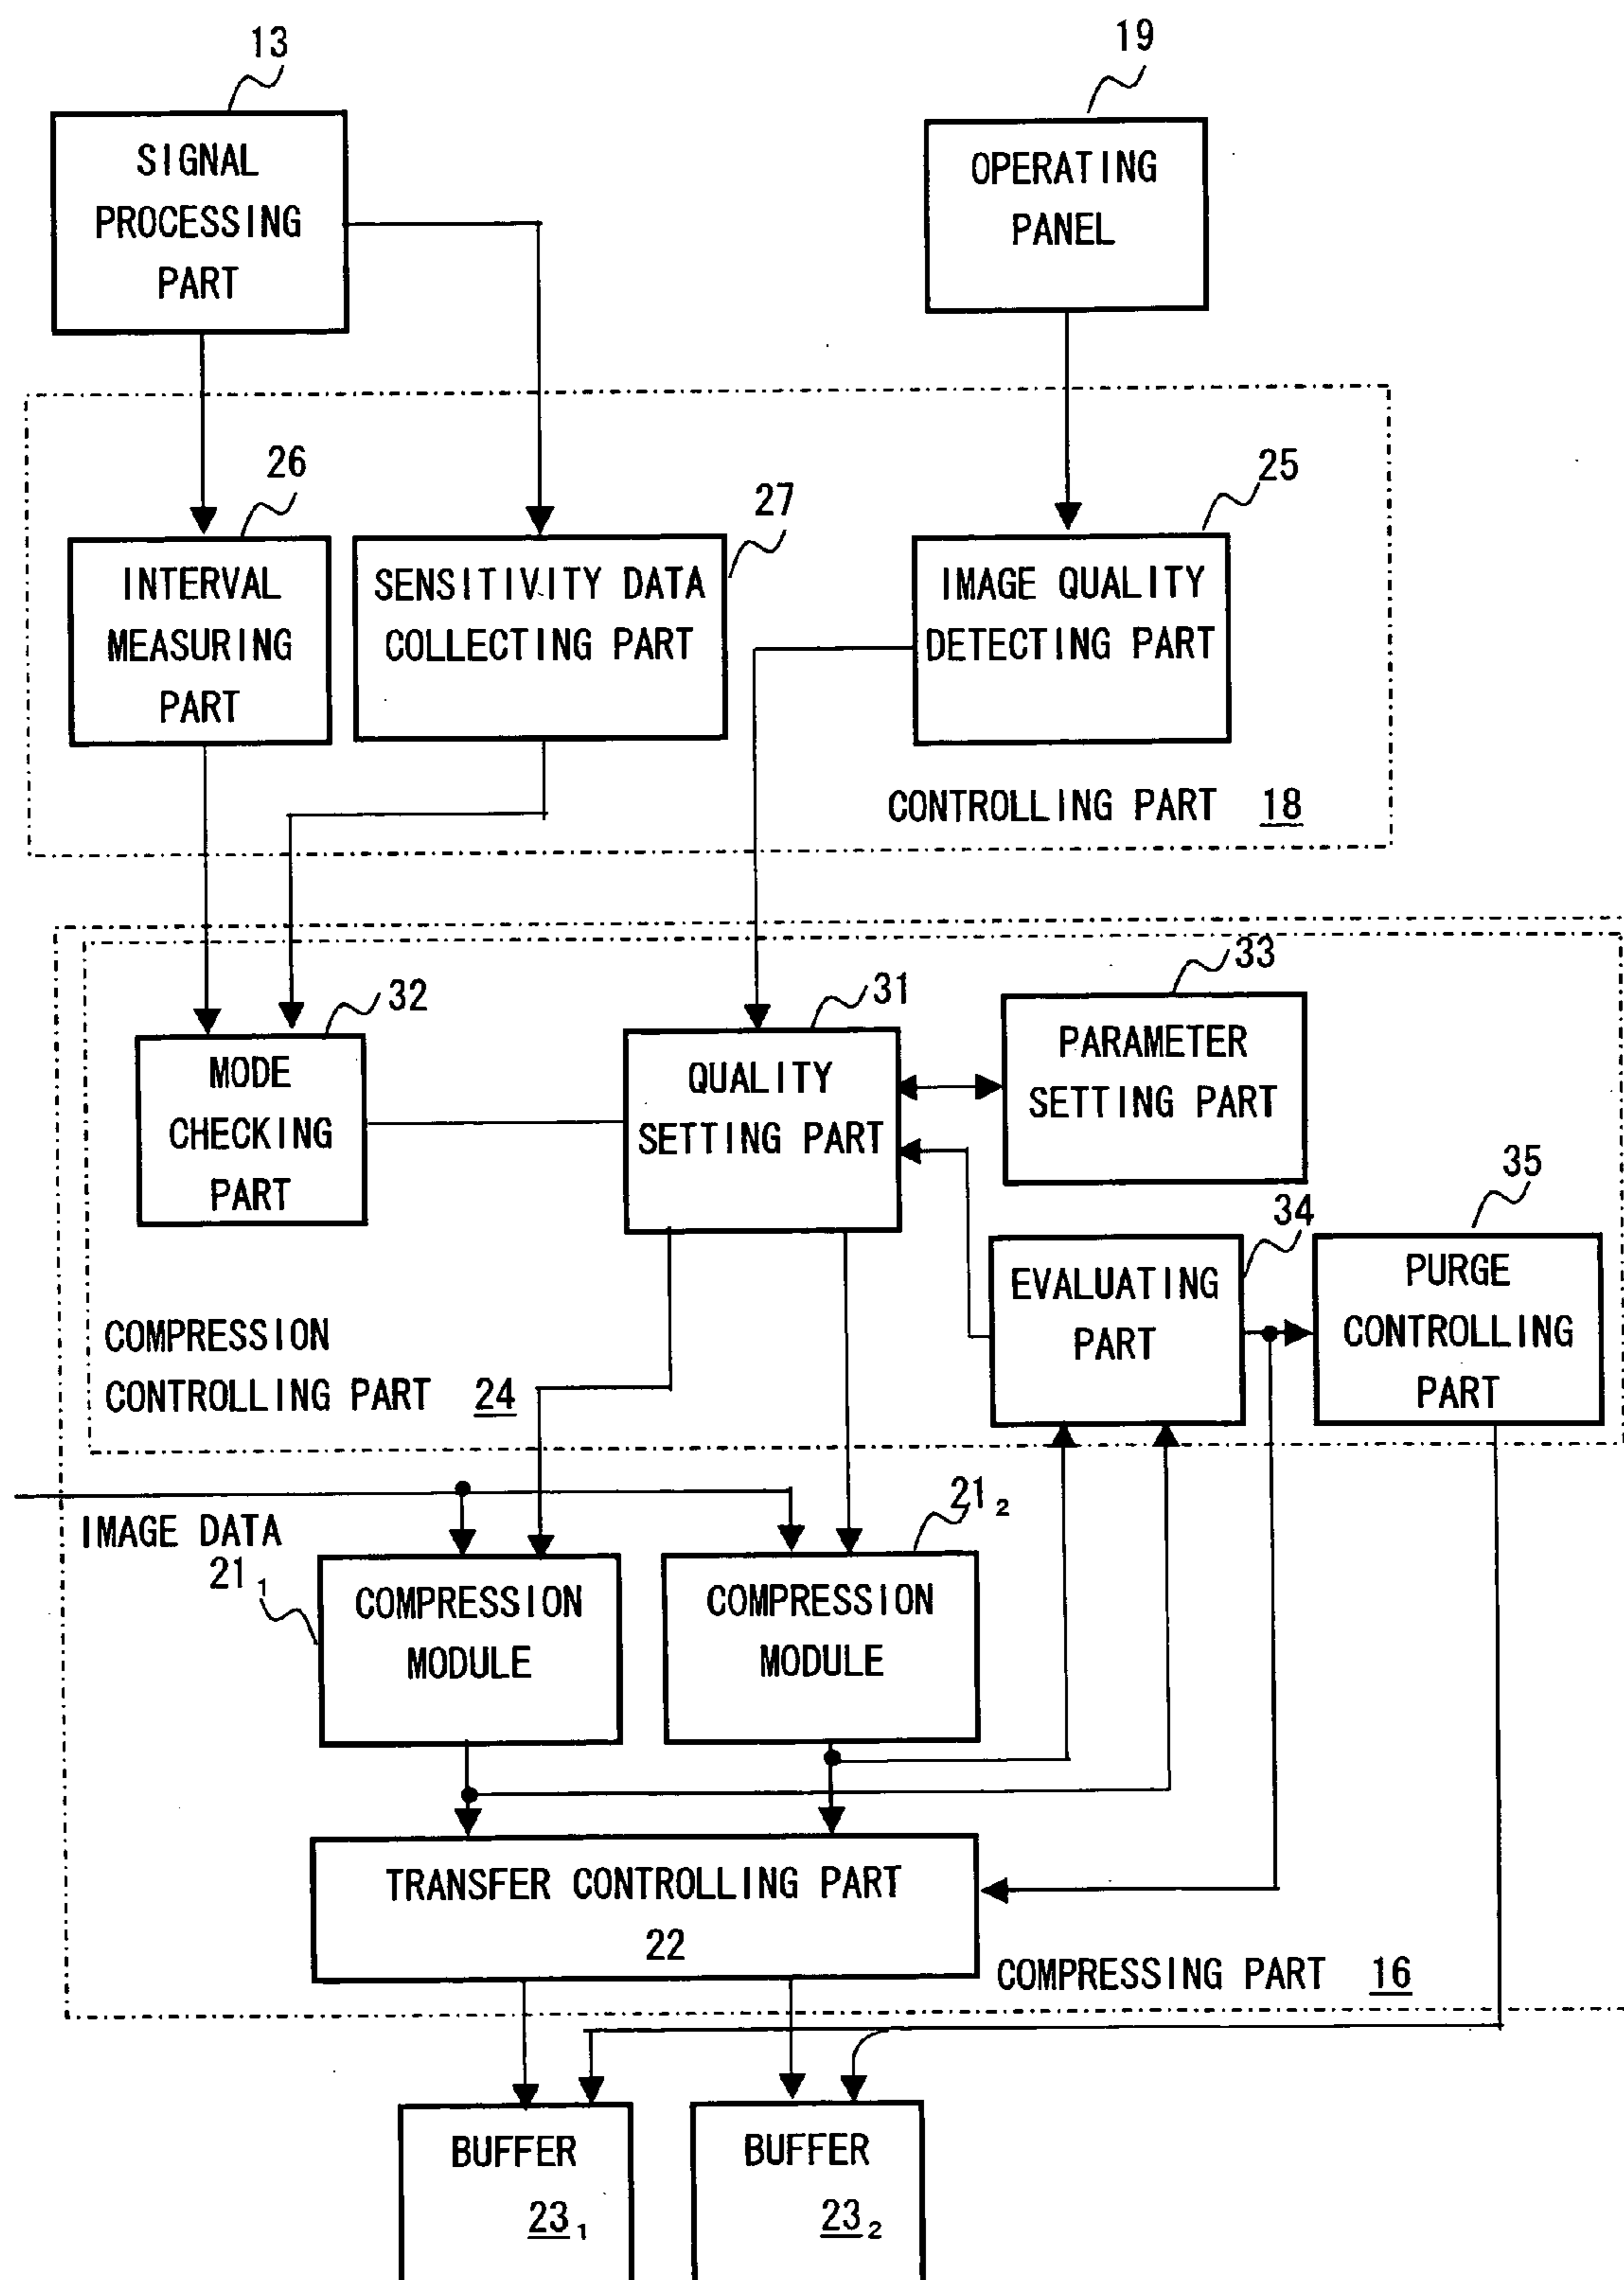 13
19
SIGNAL
PROCESSING
PART
OPERATING
PANEL
26
27
25
INTERVAL
MEASURING
PART
SENSITIVITY DATA
COLLECTING PART
IMAGE QUALITY
DETECTING PART
CONTROLLING PART 18
32
31
33
MODE
CHECKING
PART
QUALITY
SETTING PART
PARAMETER
SETTING PART
35
34
EVALUATING
PART
PURGE
CONTROLLING
PART
COMPRESSION
CONTROLLING PART 24
IMAGE DATA
21₁
21₂
COMPRESSION
MODULE
COMPRESSION
MODULE
TRANSFER CONTROLLING PART
22
COMPRESSING PART 16
BUFFER
23₁
BUFFER
23₂